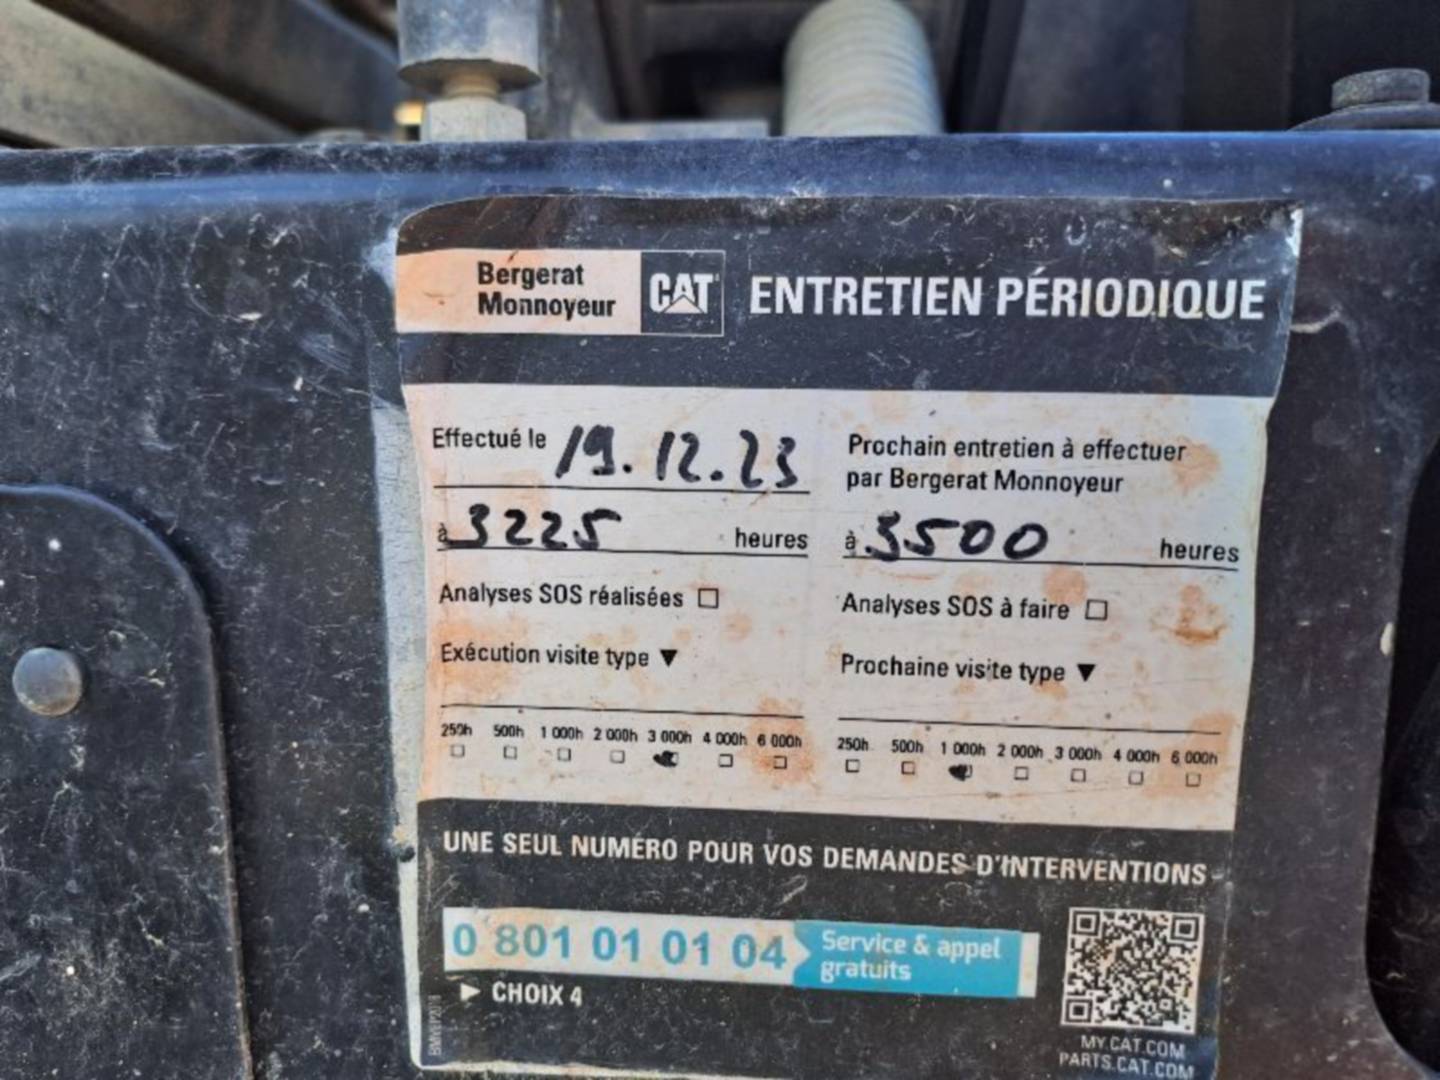 Bergerat
Monnoyeur
CAT
ENTRETIEN PÉRIODIQUE
Effectué le 19.12.23
à 3225 heures
Analyses SOS réalisées
Exécution visite type
250h 500h 1 000h 2 000h 3 000h 4 000h 6 000h
Prochain entretien à effectuer
par Bergerat Monnoyeur
à 3500 heures
Analyses SOS à faire
Prochaine visite type
250h 500h 1 000h 2 000h 3 000h 4 000h 6 000h
UNE SEUL NUMÉRO POUR VOS DEMANDES D'INTERVENTIONS
0 801 01 01 04
Service & appel
gratuits
CHOIX 4
MY.CAT.COM
PARTS.CAT.COM